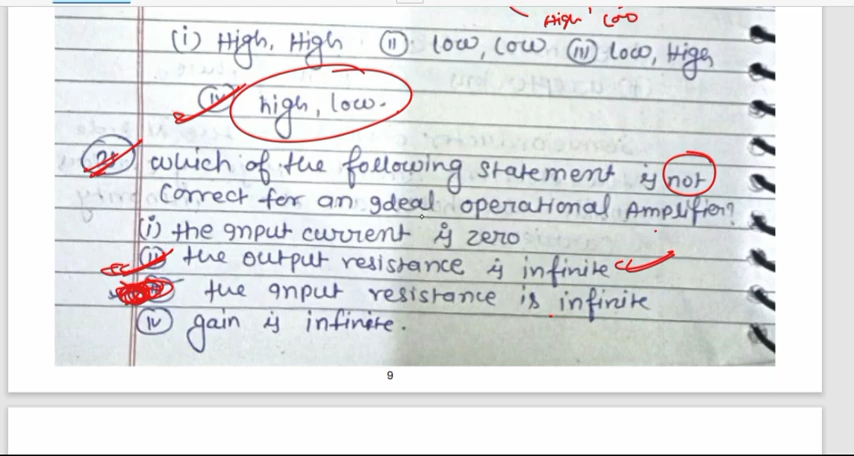 High, Low
(i) High, High (ii) Low, Low (iii) Low, High
(iv) high, low.
which of the following statement is not
correct for an ideal operational Amplifier?
(i) the input current is zero
(ii) the output resistance is infinite
the input resistance is infinite
(iv) gain is infinite.
9